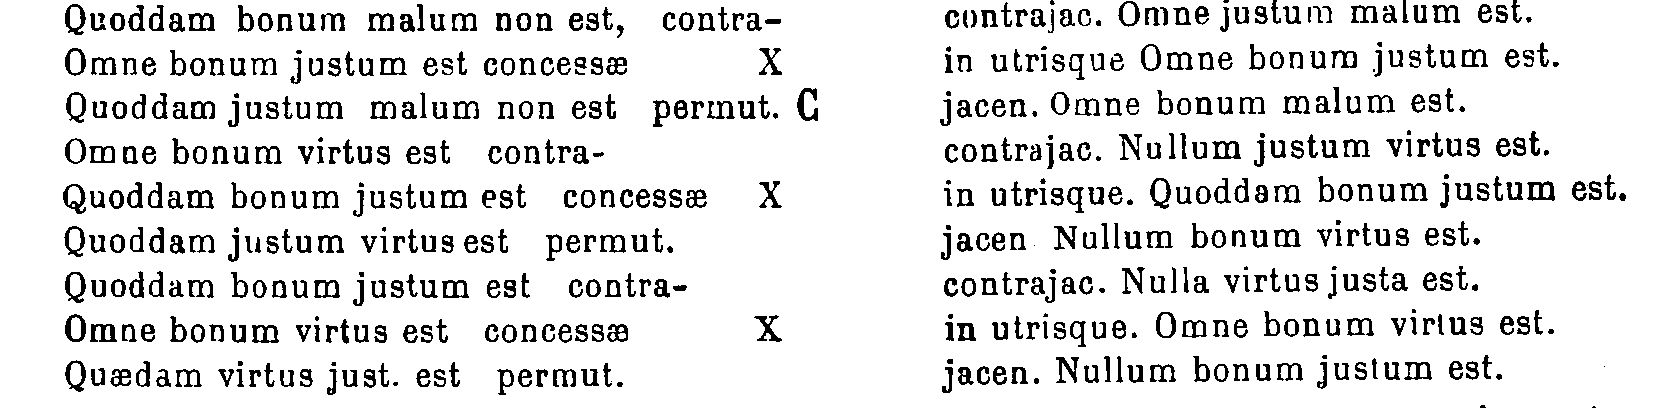 Quoddam bonum malum non est, contra- contrajac. Omne justum malum est.
Omne bonum justum est concessæ X in utrisque Omne bonum justum est.
Quoddam justum malum non est permut. C jacen. Omne bonum malum est.
Omne bonum virtus est contra- contrajac. Nullum justum virtus est.
Quoddam bonum justum est concessæ X in utrisque. Quoddam bonum justum est.
Quoddam justum virtus est permut. jacen Nullum bonum virtus est.
Quoddam bonum justum est contra- contrajac. Nulla virtus justa est.
Omne bonum virtus est concessæ X in utrisque. Omne bonum virtus est.
Quædam virtus just. est permut. jacen. Nullum bonum justum est.